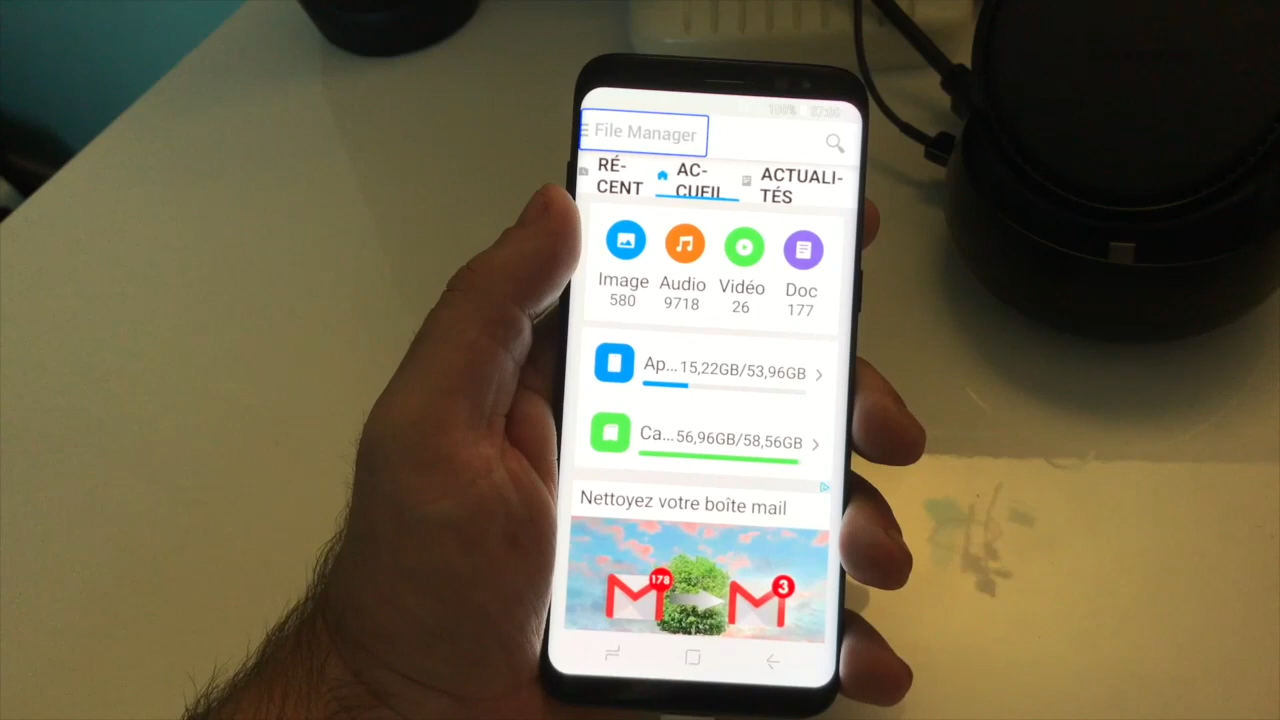 100%
File Manager
RÉ-
CENT
AC-
CUEIL
ACTUALI-
TÉS
Image
580
Audio
9718
Vidéo
26
Doc
177
Ap... 15,22GB/53,96GB
Ca... 56,96GB/58,56GB
Nettoyez votre boîte mail
178
3